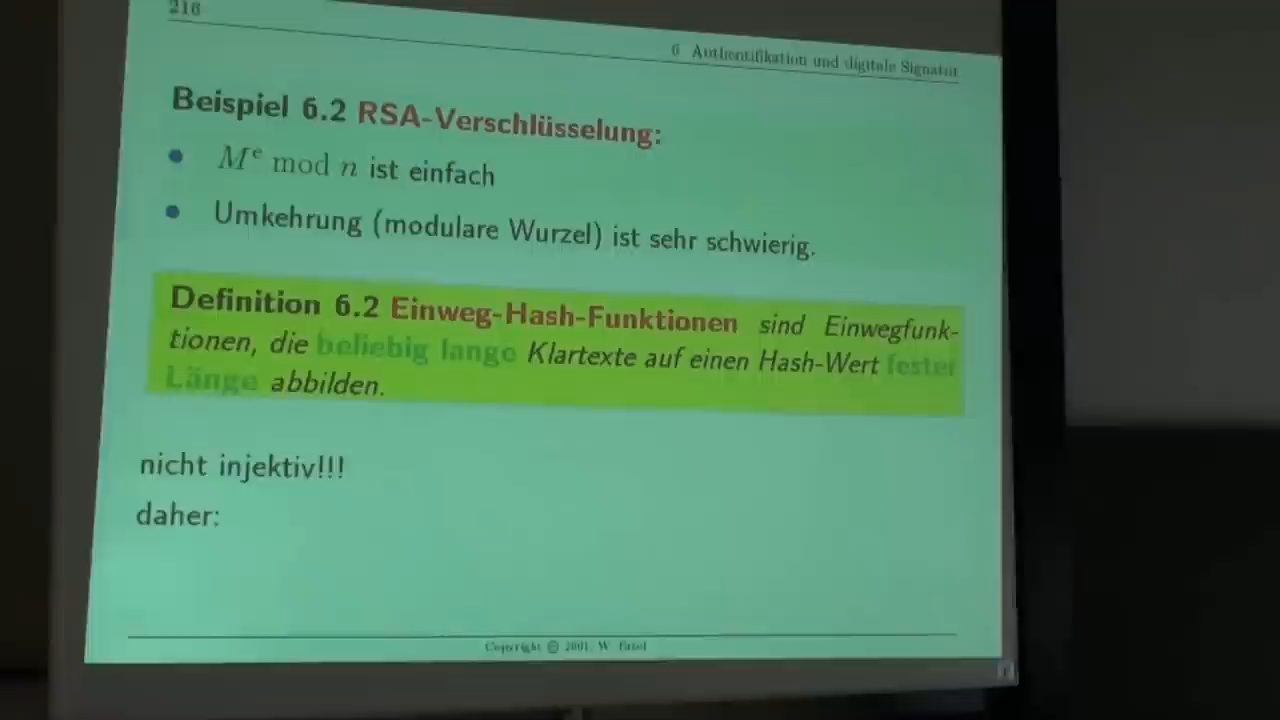 216
6 Authentifikation und digitale Signatur
Beispiel 6.2 RSA-Verschlüsselung:
• Mᵉ mod n ist einfach
• Umkehrung (modulare Wurzel) ist sehr schwierig.
Definition 6.2 Einweg-Hash-Funktionen sind Einwegfunk-
tionen, die beliebig lange Klartexte auf einen Hash-Wert fester
Länge abbilden.
nicht injektiv!!!
daher:
Copyright © 2001, W. Ertel